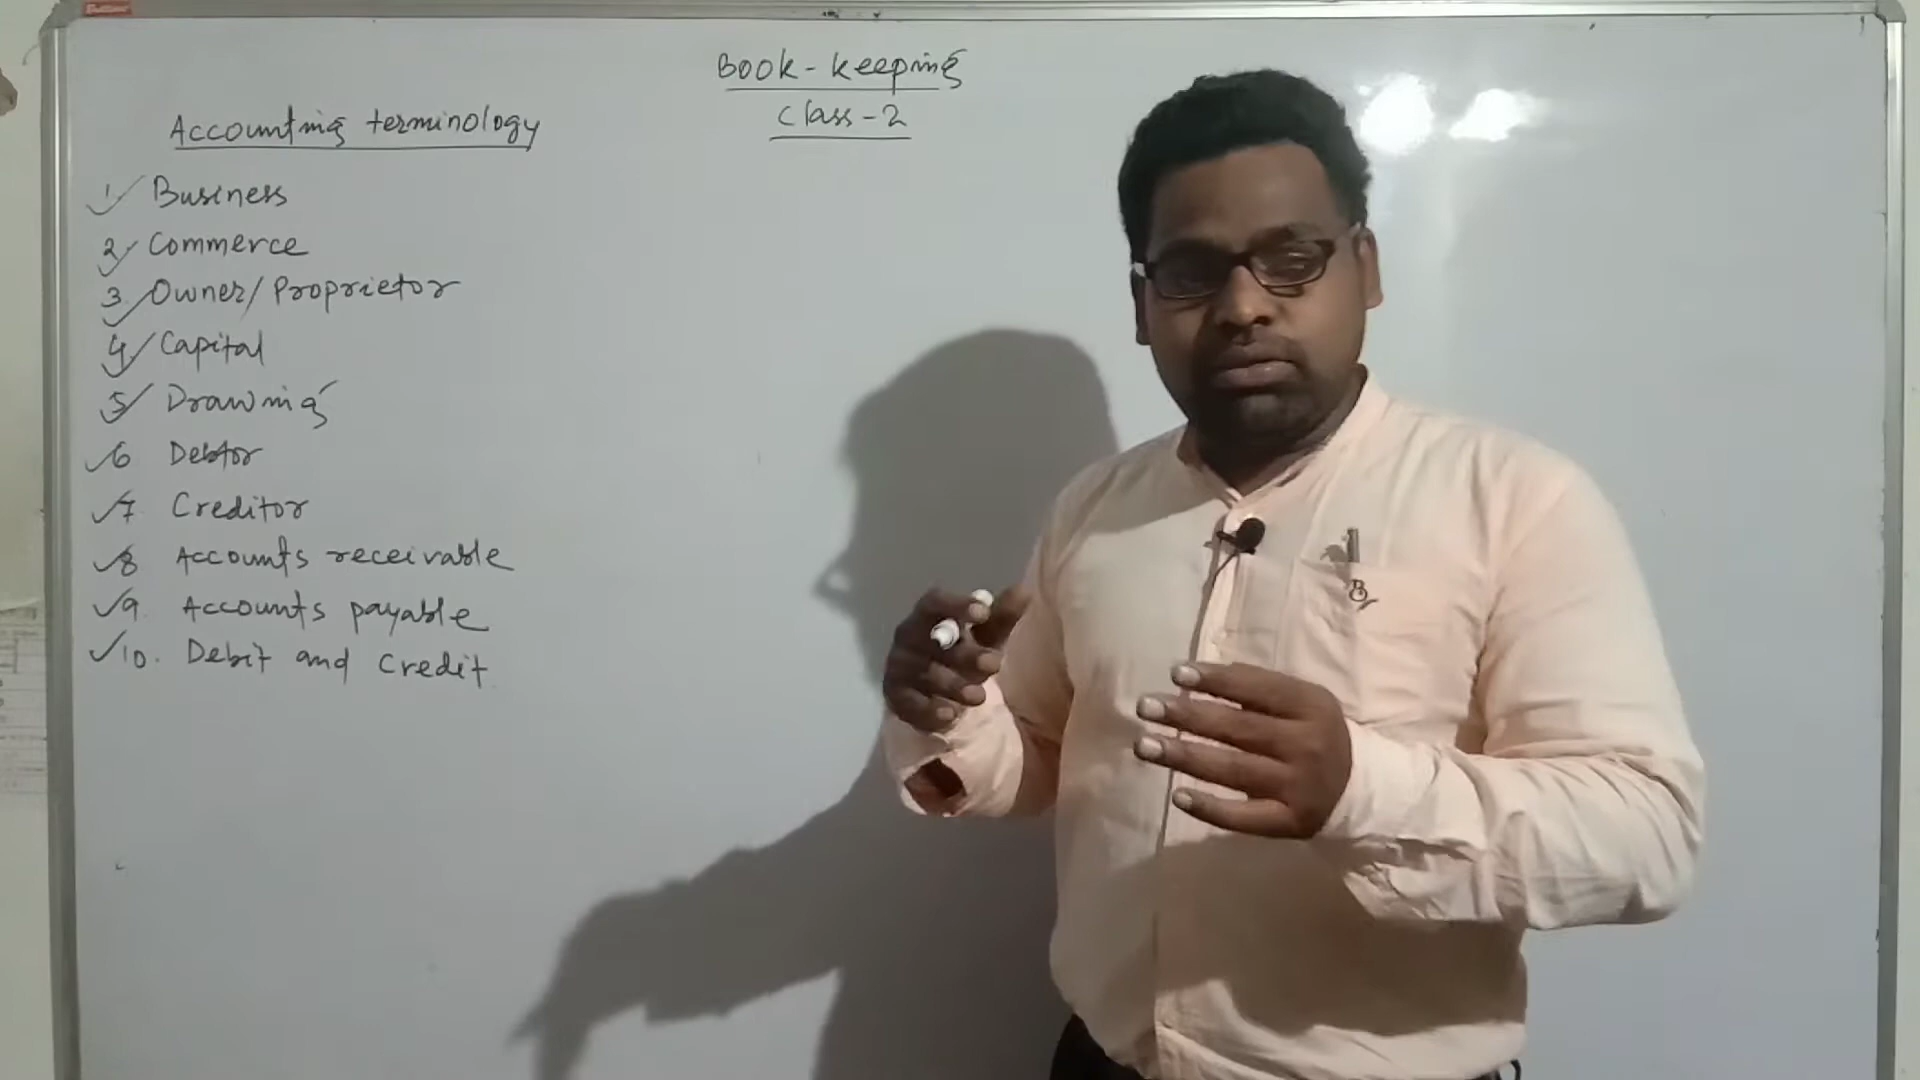 Book-keeping
Class-2
Accounting terminology
1. Business
2. Commerce
3. Owner/Proprietor
4. Capital
5. Drawing
6 Debtor
7. Creditor
8. Accounts receivable
9. Accounts payable
10. Debit and Credit